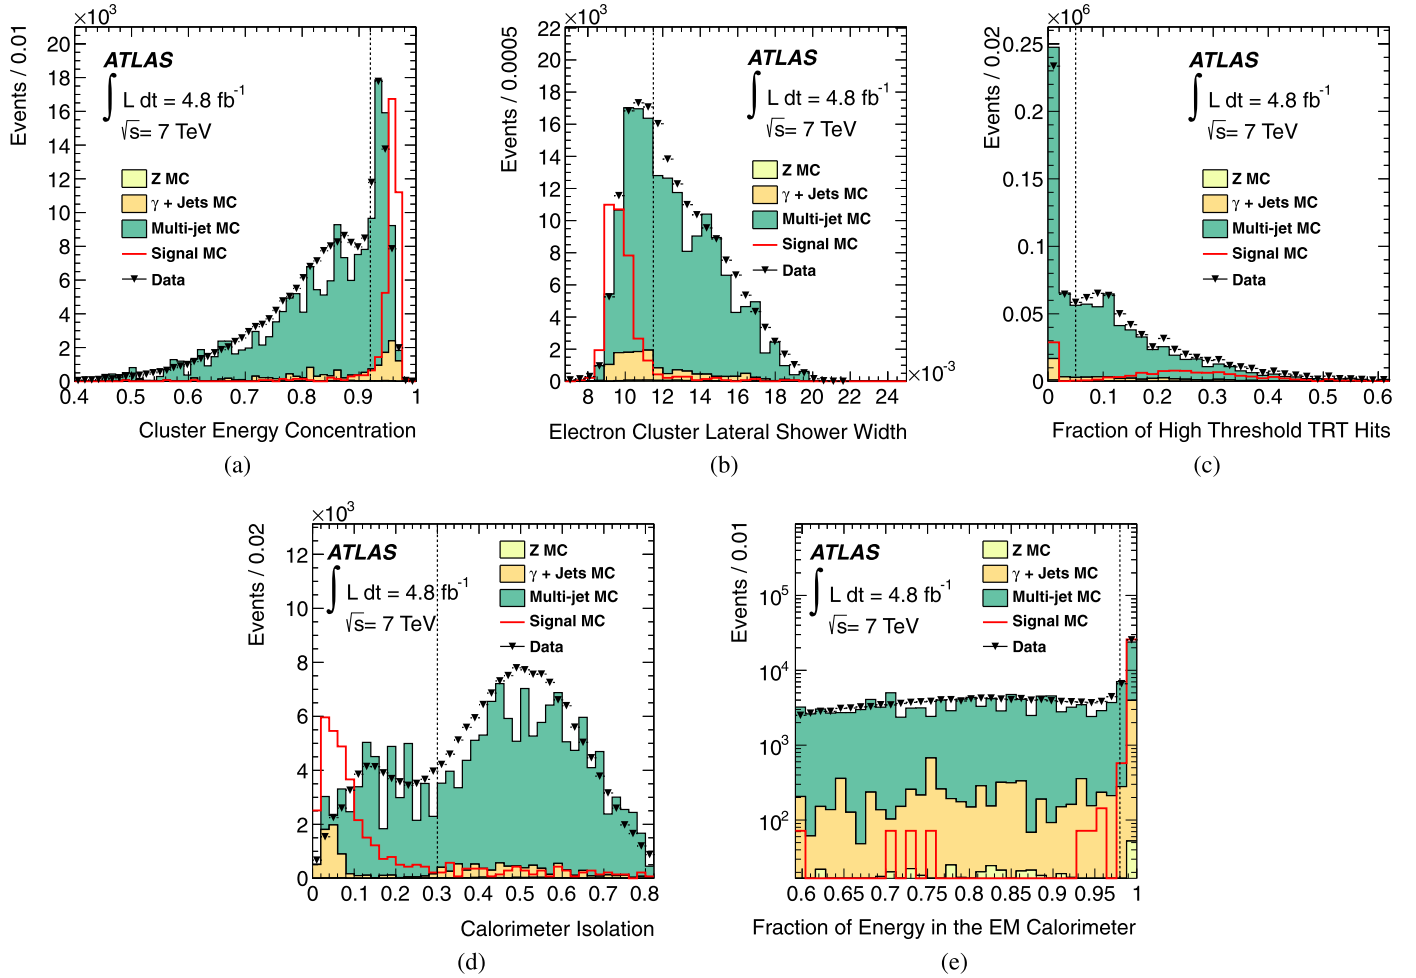 ×10³
Events / 0.01
20
18
16
14
12
10
8
6
4
2
0
ATLAS
∫ L dt = 4.8 fb⁻¹
√s= 7 TeV
Z MC
γ + Jets MC
Multi-jet MC
Signal MC
Data
0.4 0.5 0.6 0.7 0.8 0.9 1
Cluster Energy Concentration
(a)
×10³
Events / 0.0005
22
20
18
16
14
12
10
8
6
4
2
0
ATLAS
∫ L dt = 4.8 fb⁻¹
√s= 7 TeV
Z MC
γ + Jets MC
Multi-jet MC
Signal MC
Data
8 10 12 14 16 18 20 22 24
×10⁻³
Electron Cluster Lateral Shower Width
(b)
×10⁶
Events / 0.02
0.25
0.2
0.15
0.1
0.05
0
ATLAS
∫ L dt = 4.8 fb⁻¹
√s= 7 TeV
Z MC
γ + Jets MC
Multi-jet MC
Signal MC
Data
0 0.1 0.2 0.3 0.4 0.5 0.6
Fraction of High Threshold TRT Hits
(c)
×10³
Events / 0.02
12
10
8
6
4
2
0
ATLAS
∫ L dt = 4.8 fb⁻¹
√s= 7 TeV
Z MC
γ + Jets MC
Multi-jet MC
Signal MC
Data
0 0.1 0.2 0.3 0.4 0.5 0.6 0.7 0.8
Calorimeter Isolation
(d)
Events / 0.01
10⁵
10⁴
10³
10²
ATLAS
∫ L dt = 4.8 fb⁻¹
√s= 7 TeV
Z MC
γ + Jets MC
Multi-jet MC
Signal MC
Data
0.6 0.65 0.7 0.75 0.8 0.85 0.9 0.95 1
Fraction of Energy in the EM Calorimeter
(e)